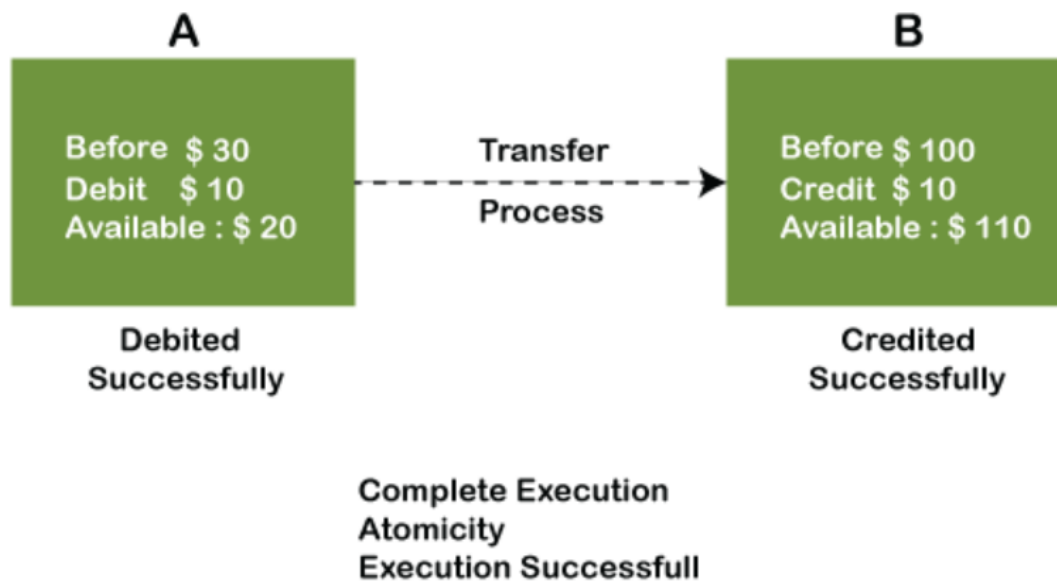 A
B
Before $ 30
Debit $ 10
Available : $ 20
Transfer
Process
Before $ 100
Credit $ 10
Available : $ 110
Debited
Successfully
Credited
Successfully
Complete Execution
Atomicity
Execution Successfull